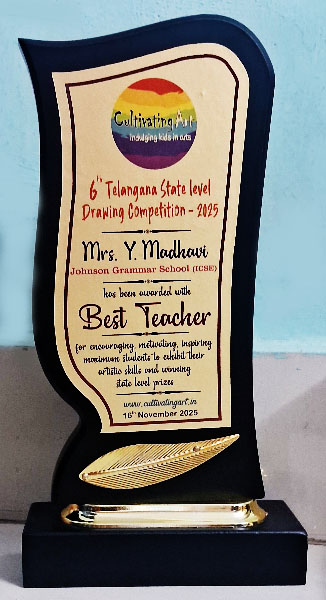 Cultivating Art
indulging kids in arts
6th Telangana State level
Drawing Competition - 2025
Mrs. Y. Madhavi
Johnson Grammar School (ICSE)
has been awarded with
Best Teacher
for encouraging, motivating, inspiring
maximum students to exhibit their
artistic skills and winning
state level prizes
www.cultivatingart.in
16th November 2025